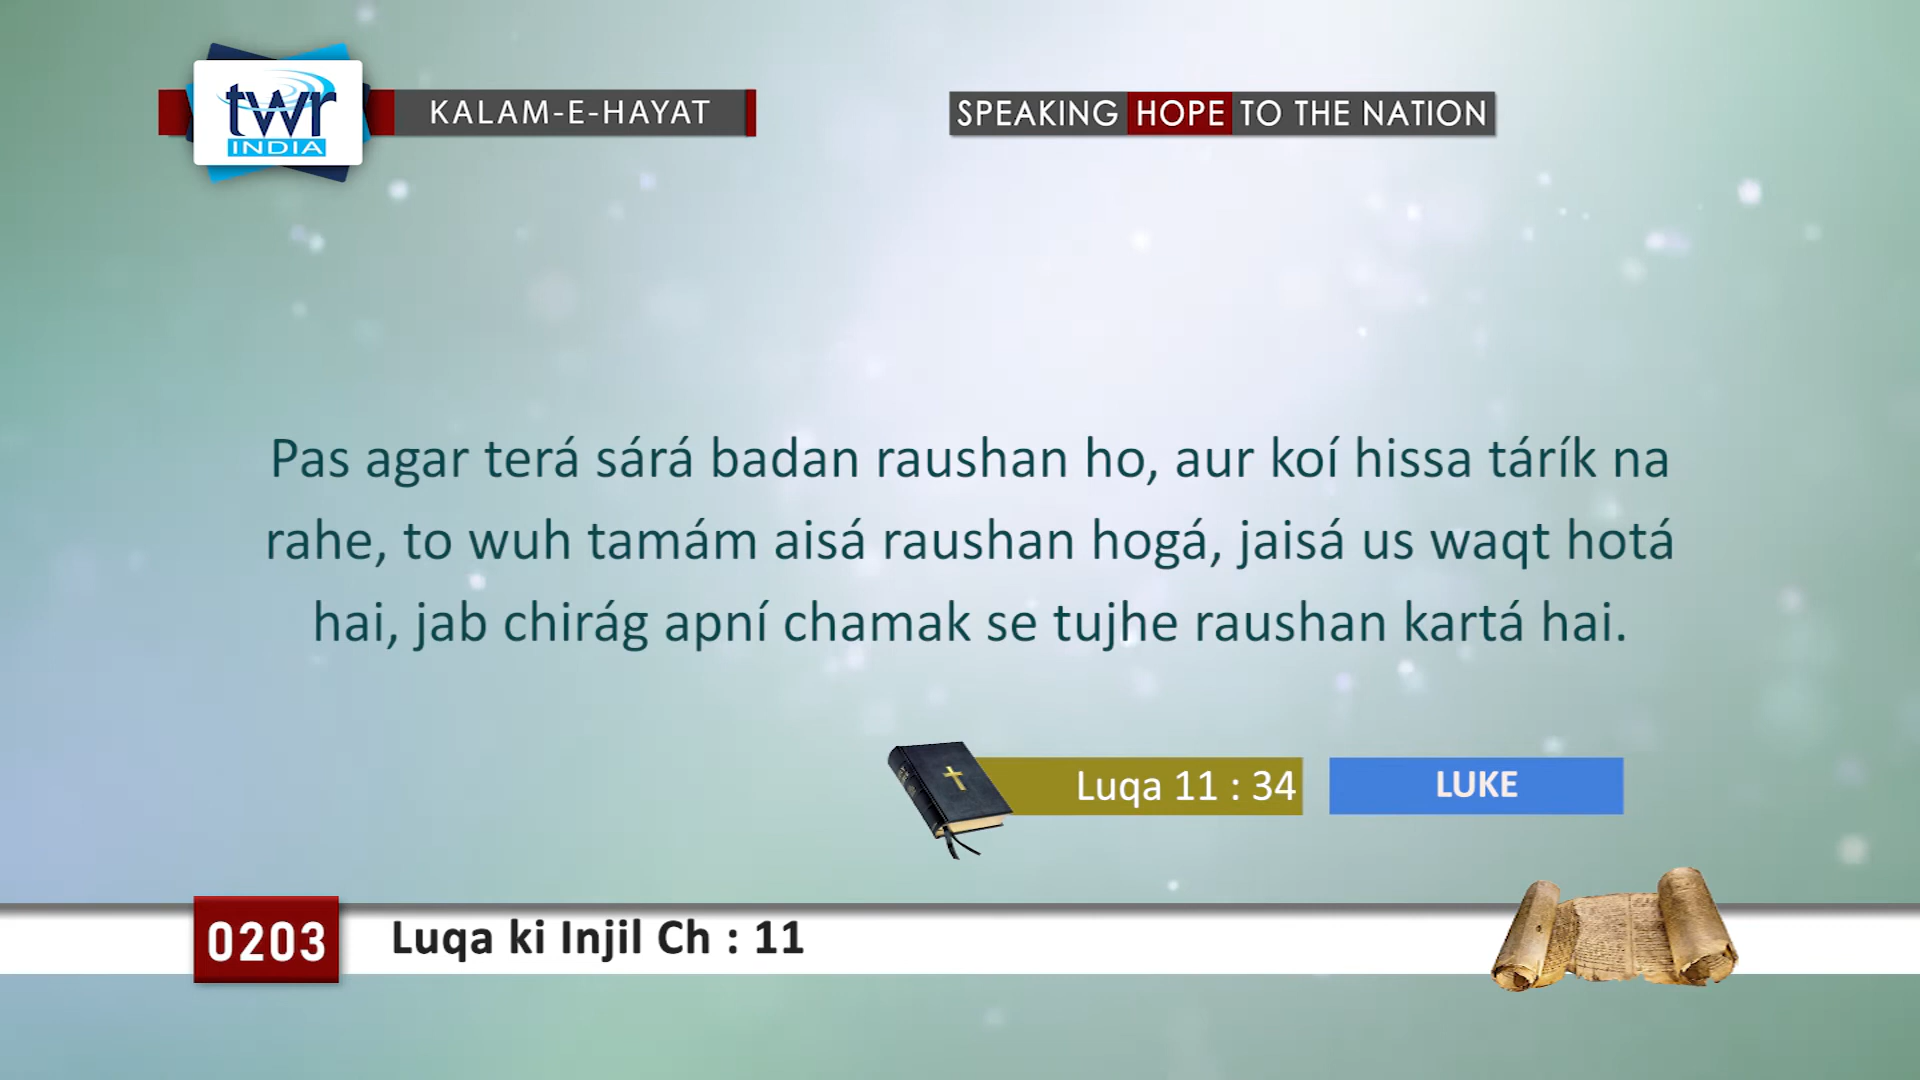 twr
INDIA
KALAM-E-HAYAT
SPEAKING HOPE TO THE NATION
Pas agar terá sárá badan raushan ho, aur koí hissa tárík na
rahe, to wuh tamám aisá raushan hogá, jaisá us waqt hotá
hai, jab chirág apní chamak se tujhe raushan kartá hai.
Luqa 11 : 34
LUKE
0203
Luqa ki Injil Ch : 11